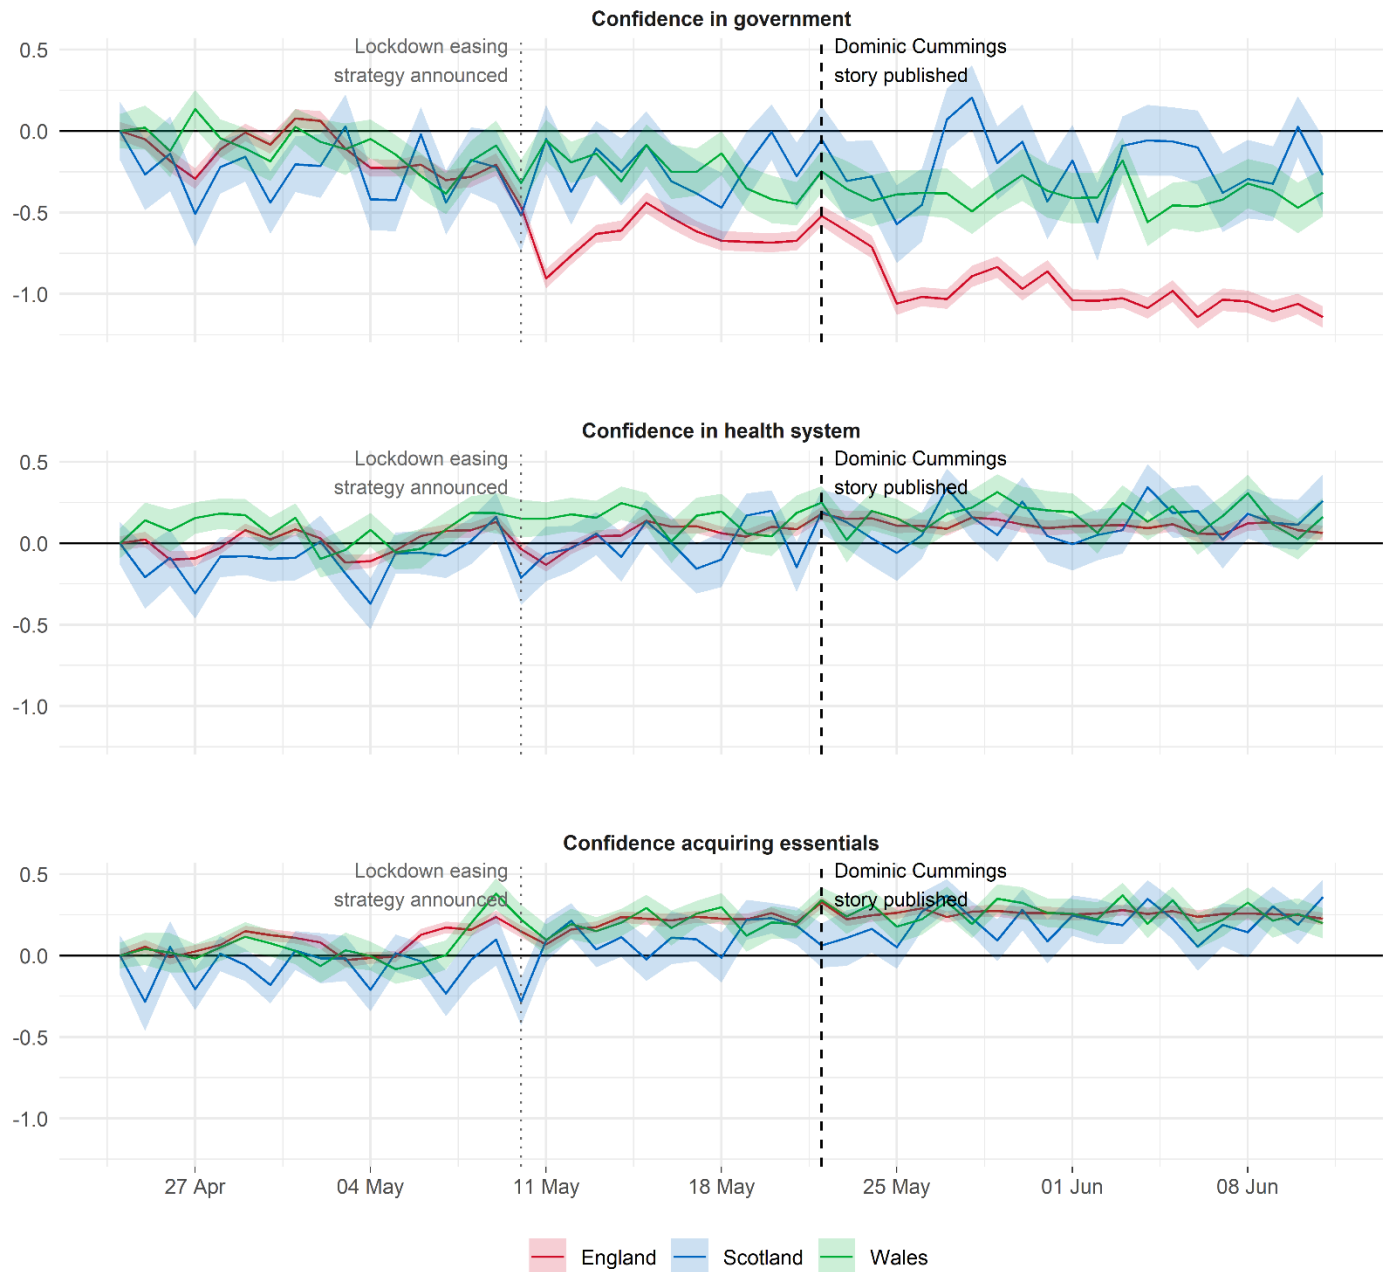 Confidence in government
Lockdown easing
strategy announced
Dominic Cummings
story published
0.5
0.0
-0.5
-1.0
Confidence in health system
Lockdown easing
strategy announced
Dominic Cummings
story published
0.5
0.0
-0.5
-1.0
Confidence acquiring essentials
Lockdown easing
strategy announced
Dominic Cummings
story published
0.5
0.0
-0.5
-1.0
27 Apr 04 May 11 May 18 May 25 May 01 Jun 08 Jun
England Scotland Wales